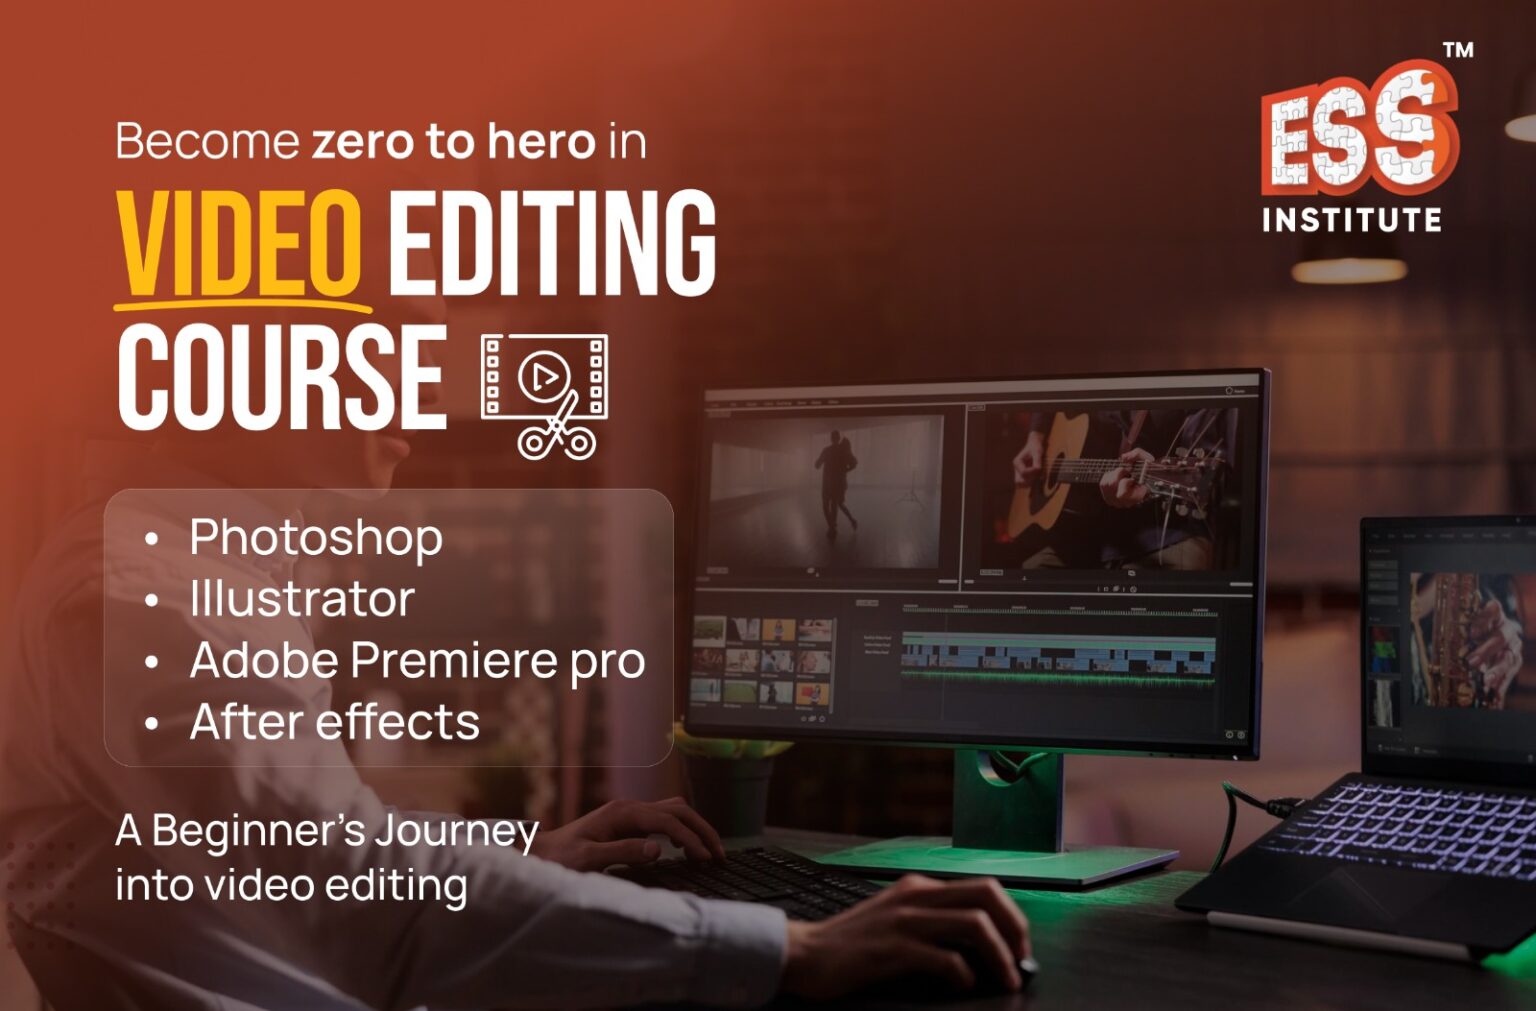 Become zero to hero in
VIDEO EDITING
COURSE
• Photoshop
• Illustrator
• Adobe Premiere pro
• After effects
A Beginner's Journey
into video editing
ESS
TM
INSTITUTE